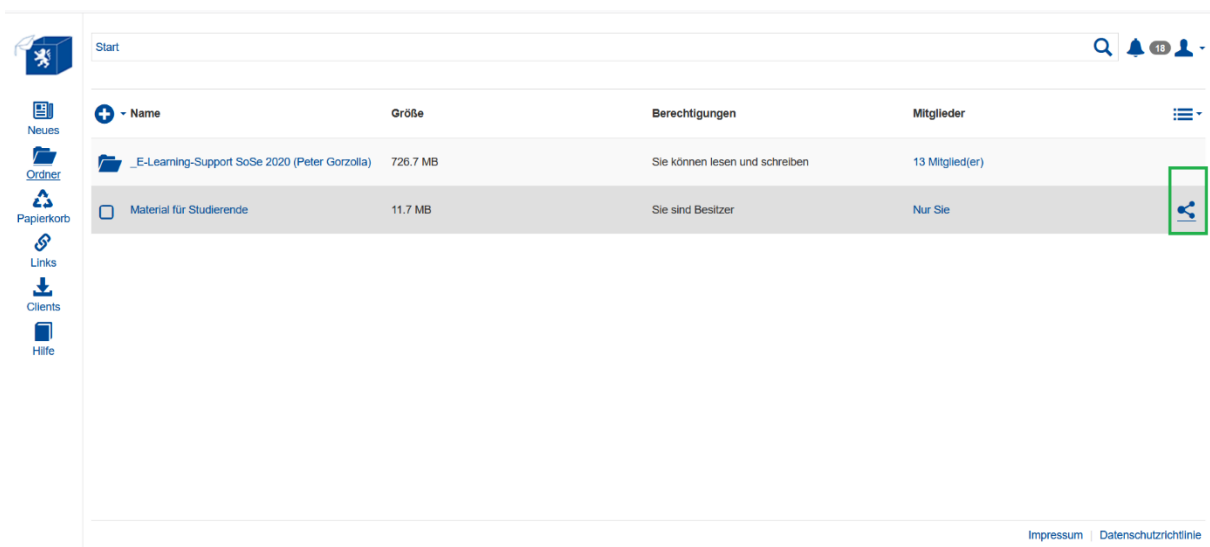 Start
18
Name Größe Berechtigungen Mitglieder
_E-Learning-Support SoSe 2020 (Peter Gorzolla) 726.7 MB Sie können lesen und schreiben 13 Mitglied(er)
Material für Studierende 11.7 MB Sie sind Besitzer Nur Sie
Neues
Ordner
Papierkorb
Links
Clients
Hilfe
Impressum | Datenschutzrichtlinie